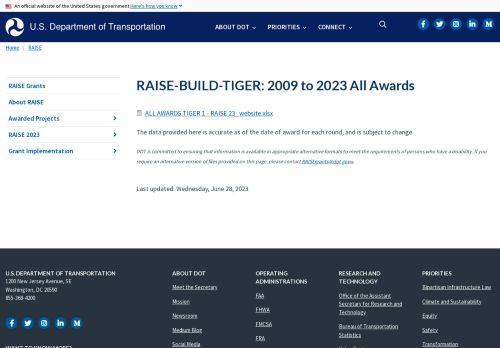 An official website of the United States government Here's how you know
U.S. Department of Transportation
ABOUT DOT
PRIORITIES
CONNECT
Home \ RAISE
RAISE Grants
About RAISE
Awarded Projects
RAISE 2023
Grant Implementation
RAISE-BUILD-TIGER: 2009 to 2023 All Awards
ALL AWARDS TIGER 1 - RAISE 23_website.xlsx
The data provided here is accurate as of the date of award for each round, and is subject to change.
DOT is committed to ensuring that information is available in appropriate alternative formats to meet the requirements of persons who have a disability. If you
require an alternative version of files provided on this page, please contact RAISEgrants@dot.gov.
Last updated: Wednesday, June 28, 2023
U.S. DEPARTMENT OF TRANSPORTATION
1200 New Jersey Avenue, SE
Washington, DC 20590
855-368-4200
ABOUT DOT
Meet the Secretary
Mission
Newsroom
Medium Blog
Social Media
OPERATING
ADMINISTRATIONS
FAA
FHWA
FMCSA
FRA
RESEARCH AND
TECHNOLOGY
Office of the Assistant
Secretary for Research and
Technology
Bureau of Transportation
Statistics
PRIORITIES
Bipartisan Infrastructure Law
Climate and Sustainability
Equity
Safety
Transformation